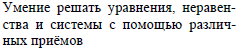 Умение решать уравнения, неравен-
ства и системы с помощью различ-
ных приёмов